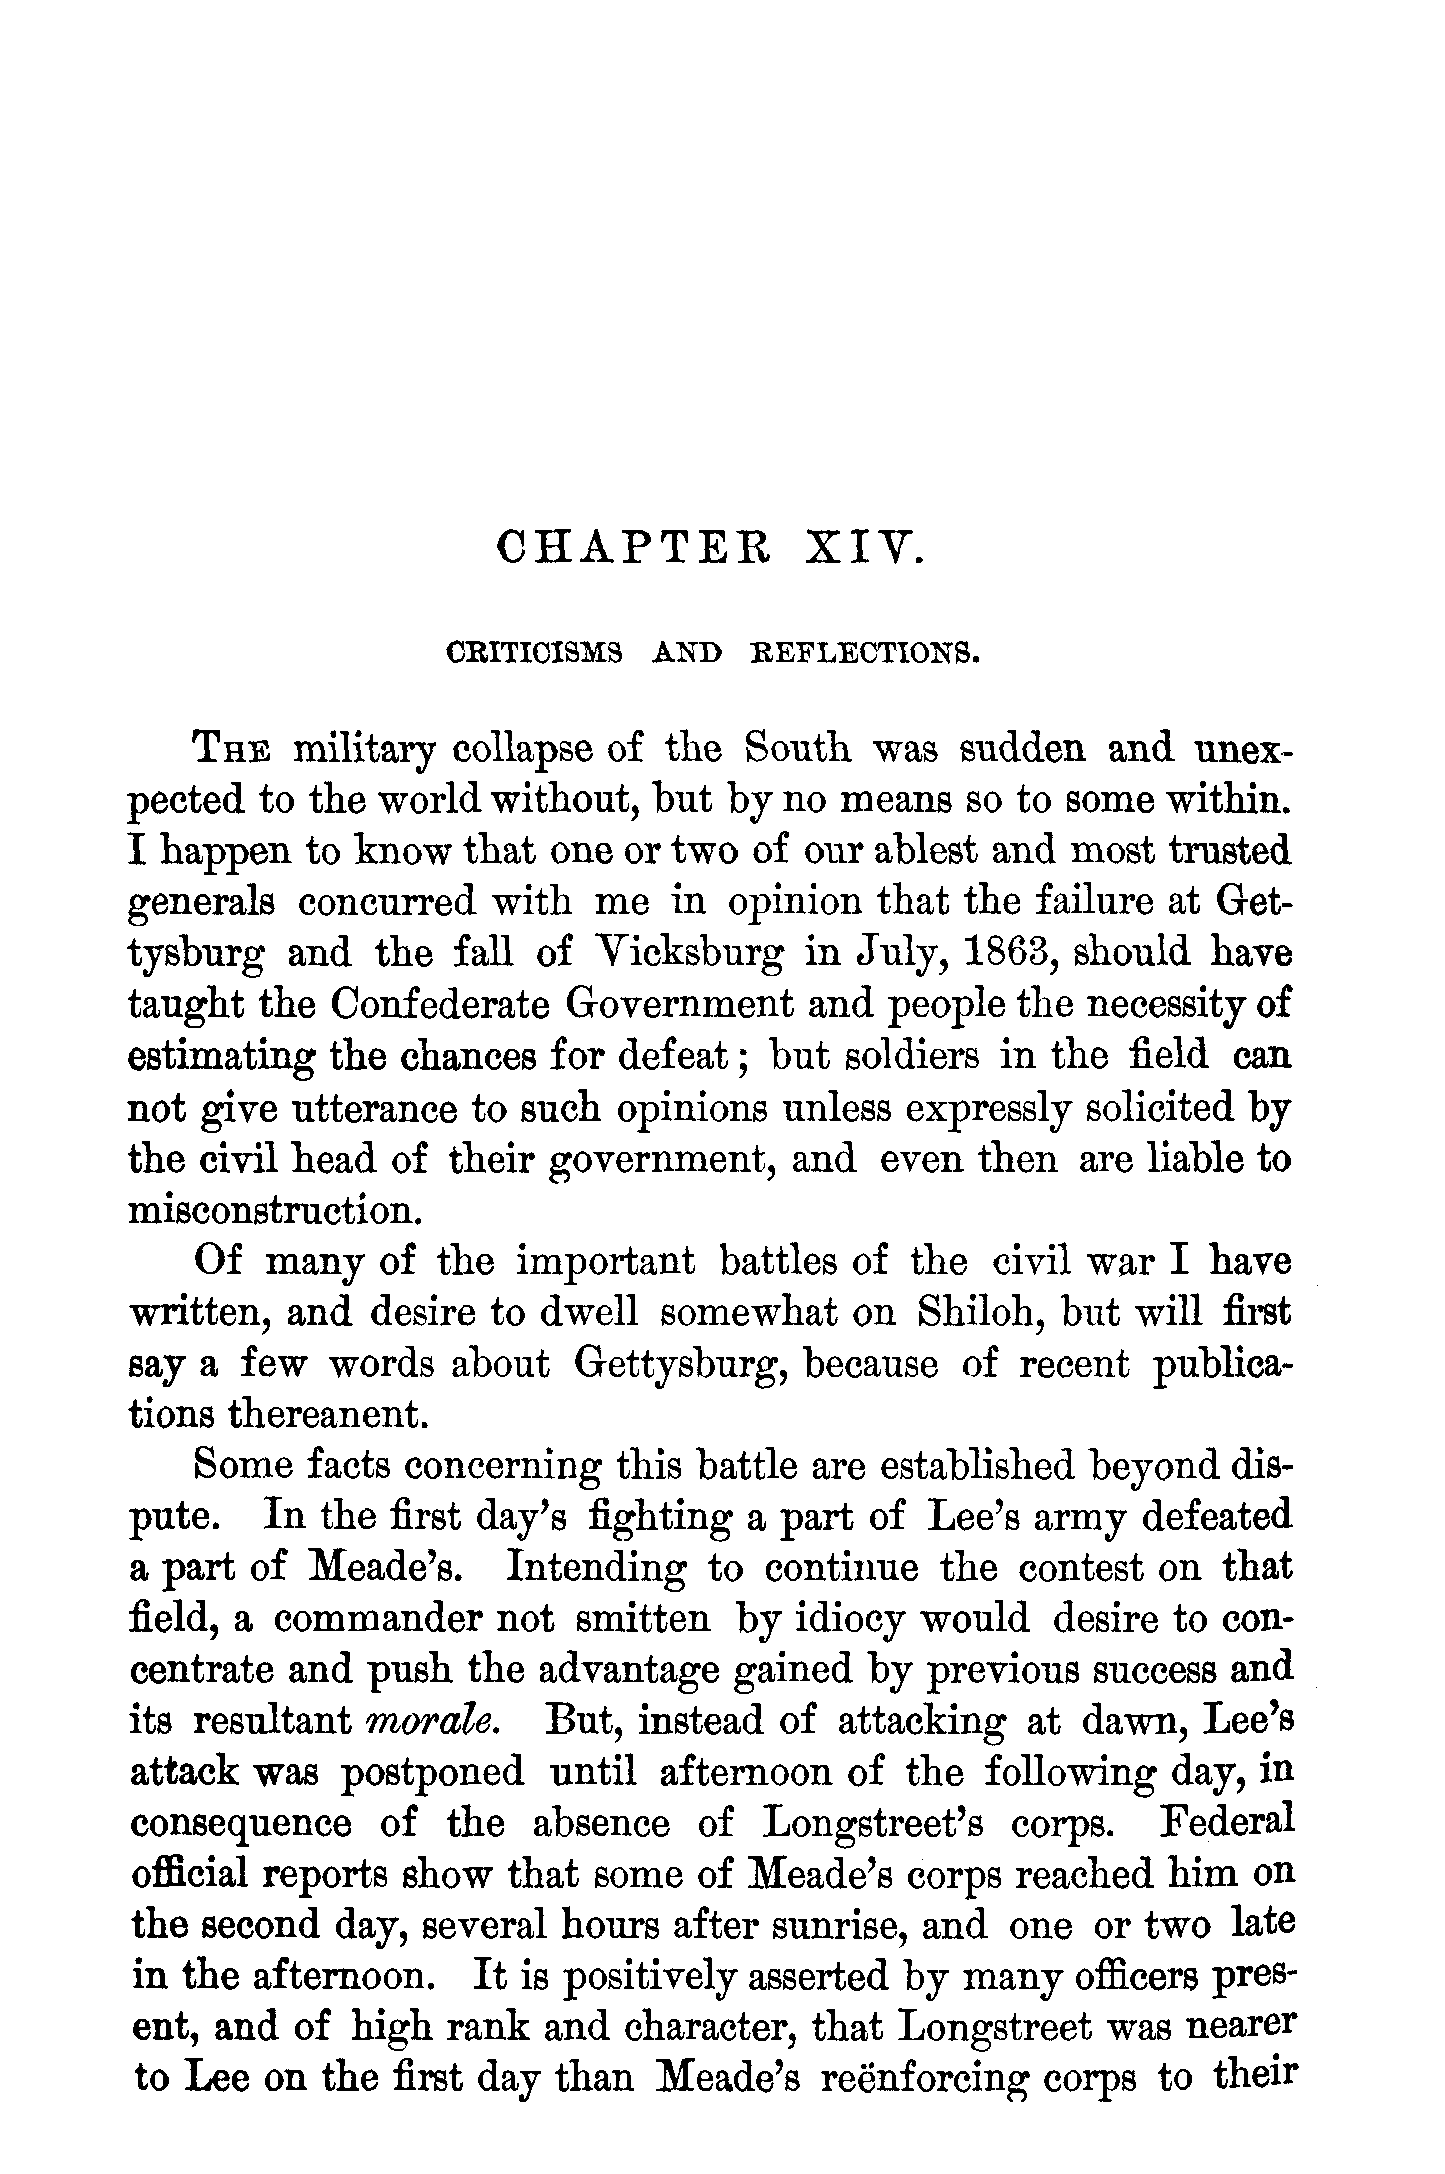 CHAPTER XIV.
CRITICISMS AND REFLECTIONS.
THE military collapse of the South was sudden and unex-
pected to the world without, but by no means so to some within.
I happen to know that one or two of our ablest and most trusted
generals concurred with me in opinion that the failure at Get-
tysburg and the fall of Vicksburg in July, 1863, should have
taught the Confederate Government and people the necessity of
estimating the chances for defeat; but soldiers in the field can
not give utterance to such opinions unless expressly solicited by
the civil head of their government, and even then are liable to
misconstruction.
Of many of the important battles of the civil war I have
written, and desire to dwell somewhat on Shiloh, but will first
say a few words about Gettysburg, because of recent publica-
tions thereanent.
Some facts concerning this battle are established beyond dis-
pute. In the first day's fighting a part of Lee's army defeated
a part of Meade's. Intending to continue the contest on that
field, a commander not smitten by idiocy would desire to con-
centrate and push the advantage gained by previous success and
its resultant morale. But, instead of attacking at dawn, Lee's
attack was postponed until afternoon of the following day, in
consequence of the absence of Longstreet's corps. Federal
official reports show that some of Meade's corps reached him on
the second day, several hours after sunrise, and one or two late
in the afternoon. It is positively asserted by many officers pres-
ent, and of high rank and character, that Longstreet was nearer
to Lee on the first day than Meade's reënforcing corps to their